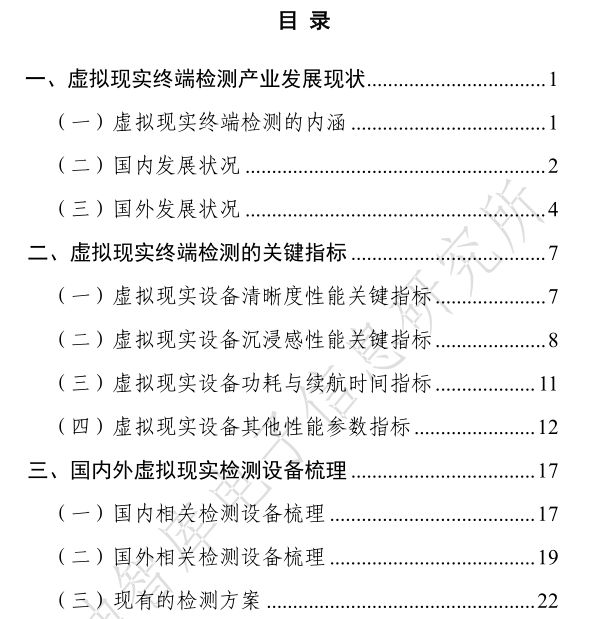 目 录
一、虚拟现实终端检测产业发展现状..................................1
（一）虚拟现实终端检测的内涵.....................................1
（二）国内发展状况.........................................................2
（三）国外发展状况.........................................................4
二、虚拟现实终端检测的关键指标.....................................7
（一）虚拟现实设备清晰度性能关键指标.....................7
（二）虚拟现实设备沉浸感性能关键指标.....................8
（三）虚拟现实设备功耗与续航时间指标...................11
（四）虚拟现实设备其他性能参数指标.......................12
三、国内外虚拟现实检测设备梳理...................................17
（一）国内相关检测设备梳理.......................................17
（二）国外相关检测设备梳理.......................................19
（三）现有的检测方案...................................................22
智库电子信息研究所